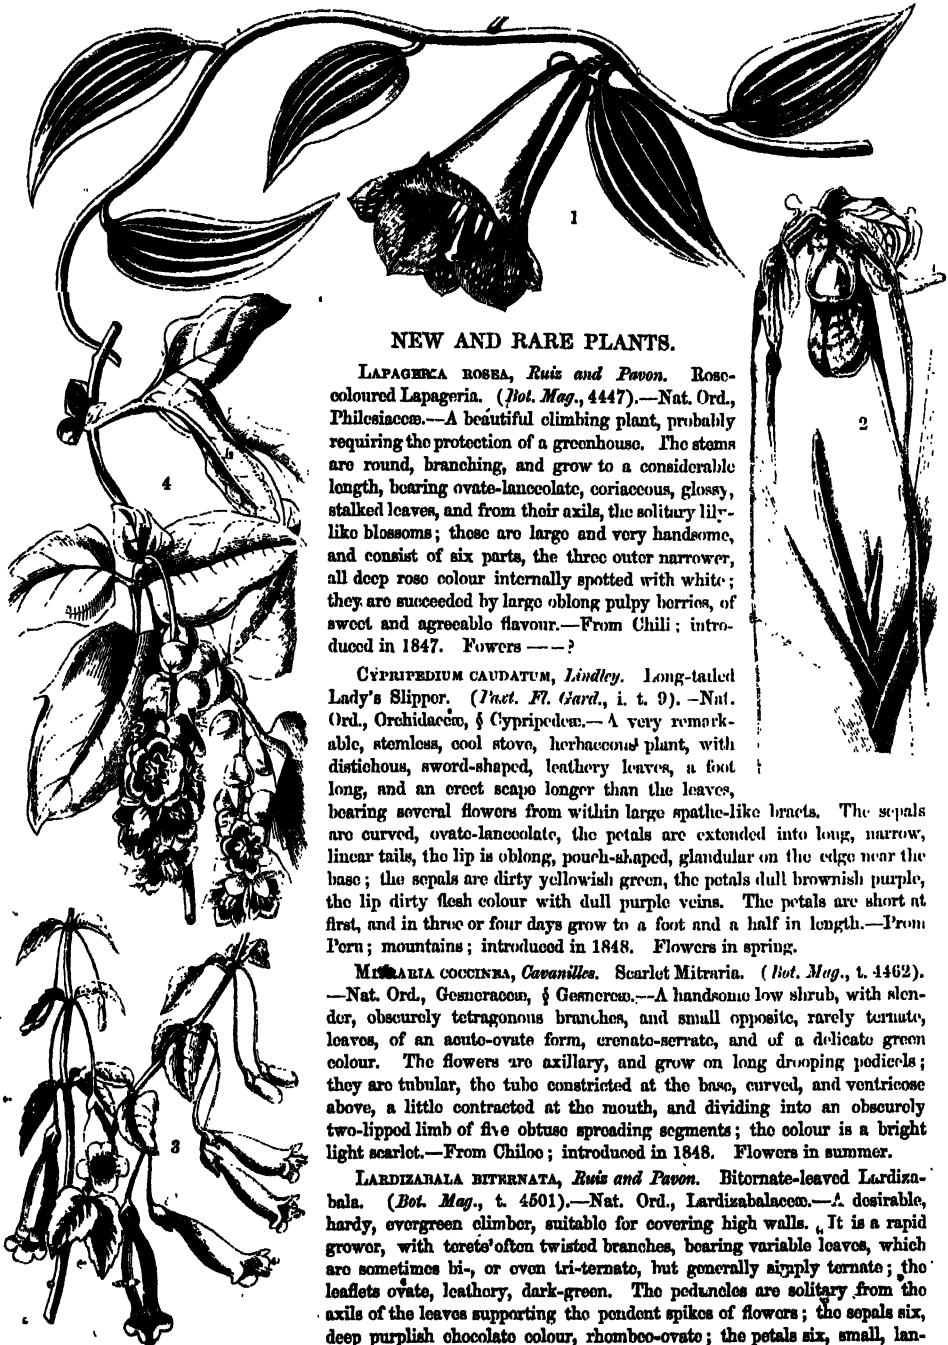 1
2
4
3
NEW AND RARE PLANTS.
LAPAGERIA ROSEA, Ruiz and Pavon. Rose-
coloured Lapageria. (Bot. Mag., 4447).—Nat. Ord.,
Philesiaceæ.—A beautiful climbing plant, probably
requiring the protection of a greenhouse. The stems
are round, branching, and grow to a considerable
length, bearing ovate-lanceolate, coriaceous, glossy,
stalked leaves, and from their axils, the solitary lily-
like blossoms; these are large and very handsome,
and consist of six parts, the three outer narrower,
all deep rose colour internally spotted with white;
they are succeeded by large oblong pulpy berries, of
sweet and agreeable flavour.—From Chili; intro-
duced in 1847. Fowers ——?
CYPRIPEDIUM CAUDATUM, Lindley. Long-tailed
Lady's Slipper. (Paxt. Fl. Gard., i. t. 9).—Nat.
Ord., Orchidaceæ, § Cypripedeæ.—A very remark-
able, stemless, cool stove, herbaceous plant, with
distichous, sword-shaped, leathery leaves, a foot
long, and an erect scape longer than the leaves,
bearing several flowers from within large spathe-like bracts. The sepals
are curved, ovate-lanceolate, the petals are extended into long, narrow,
linear tails, the lip is oblong, pouch-shaped, glandular on the edge near the
base; the sepals are dirty yellowish green, the petals dull brownish purple,
the lip dirty flesh colour with dull purple veins. The petals are short at
first, and in three or four days grow to a foot and a half in length.—From
Peru; mountains; introduced in 1848. Flowers in spring.
MITRARIA COCCINEA, Cavanilles. Scarlet Mitraria. (Bot. Mag., t. 4462).
—Nat. Ord., Gesneraceæ, § Gesnereæ.—A handsome low shrub, with slen-
der, obscurely tetragonous branches, and small opposite, rarely ternate,
leaves, of an acuto-ovate form, crenato-serrate, and of a delicate green
colour. The flowers are axillary, and grow on long drooping pedicels;
they are tubular, the tube constricted at the base, curved, and ventricose
above, a little contracted at the mouth, and dividing into an obscurely
two-lipped limb of five obtuse spreading segments; the colour is a bright
light scarlet.—From Chiloe; introduced in 1848. Flowers in summer.
LARDIZABALA BITERNATA, Ruiz and Pavon. Biternate-leaved Lardiza-
bala. (Bot. Mag., t. 4501).—Nat. Ord., Lardizabalaceæ.—A desirable,
hardy, evergreen climber, suitable for covering high walls. It is a rapid
grower, with terete often twisted branches, bearing variable leaves, which
are sometimes bi-, or even tri-ternate, but generally simply ternate; the
leaflets ovate, leathery, dark-green. The peduncles are solitary from the
axils of the leaves supporting the pendent spikes of flowers; the sepals six,
deep purplish chocolate colour, rhombeo-ovate; the petals six, small, lan-